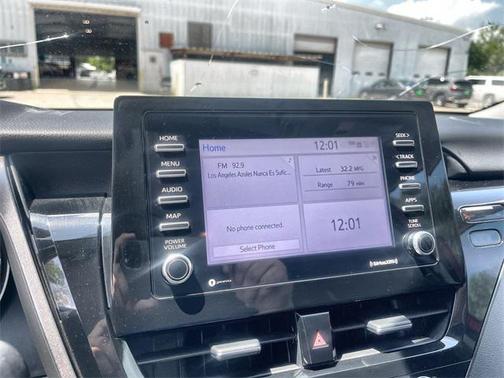 HOME
MENU
AUDIO
MAP
POWER
VOLUME
Home 12:01
FM 92.9
Los Angeles Azules Nunca Es Sufic...
No phone connected.
Select Phone
Latest 32.2 MPG
Range 79 miles
12:01
SEEK >
< TRACK
PHONE
APPS
TUNE
SCROLL
((SiriusXM))